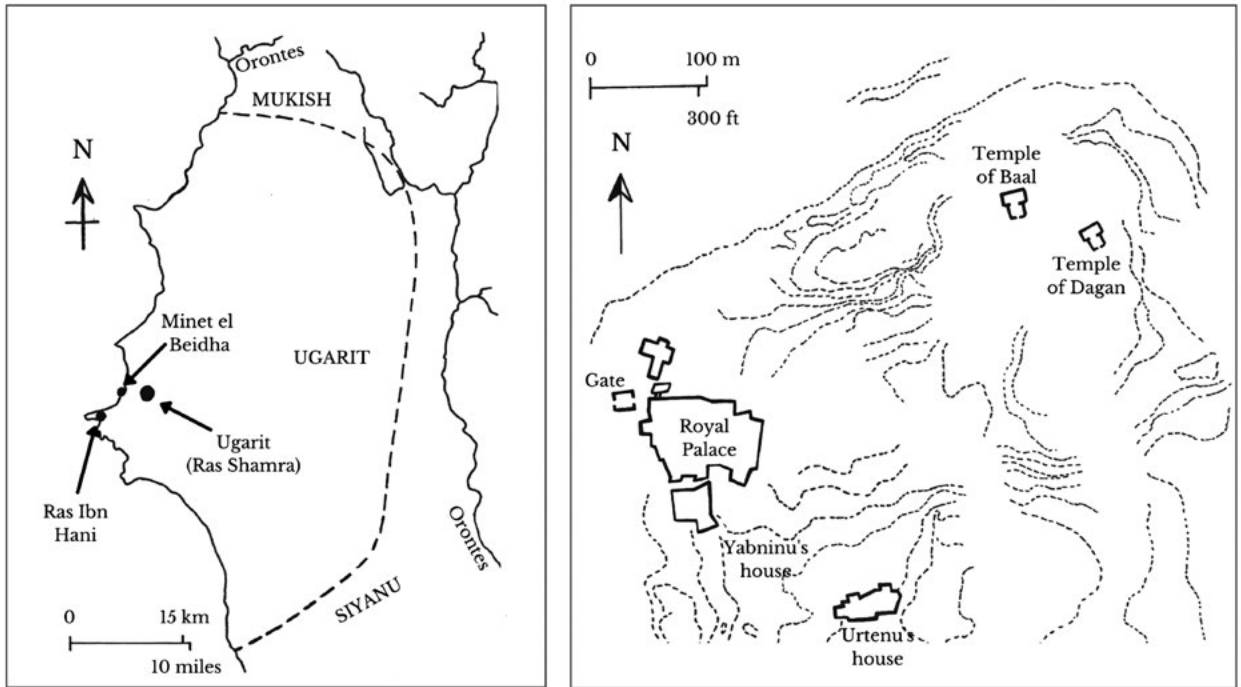 Orontes
MUKISH
N
Minet el
Beidha
UGARIT
Ugarit
(Ras Shamra)
Ras Ibn
Hani
Orontes
SIYANU
0 15 km
10 miles
0 100 m
300 ft
N
Temple
of Baal
Temple
of Dagan
Gate
Royal
Palace
Yabninu's
house
Urtenu's
house